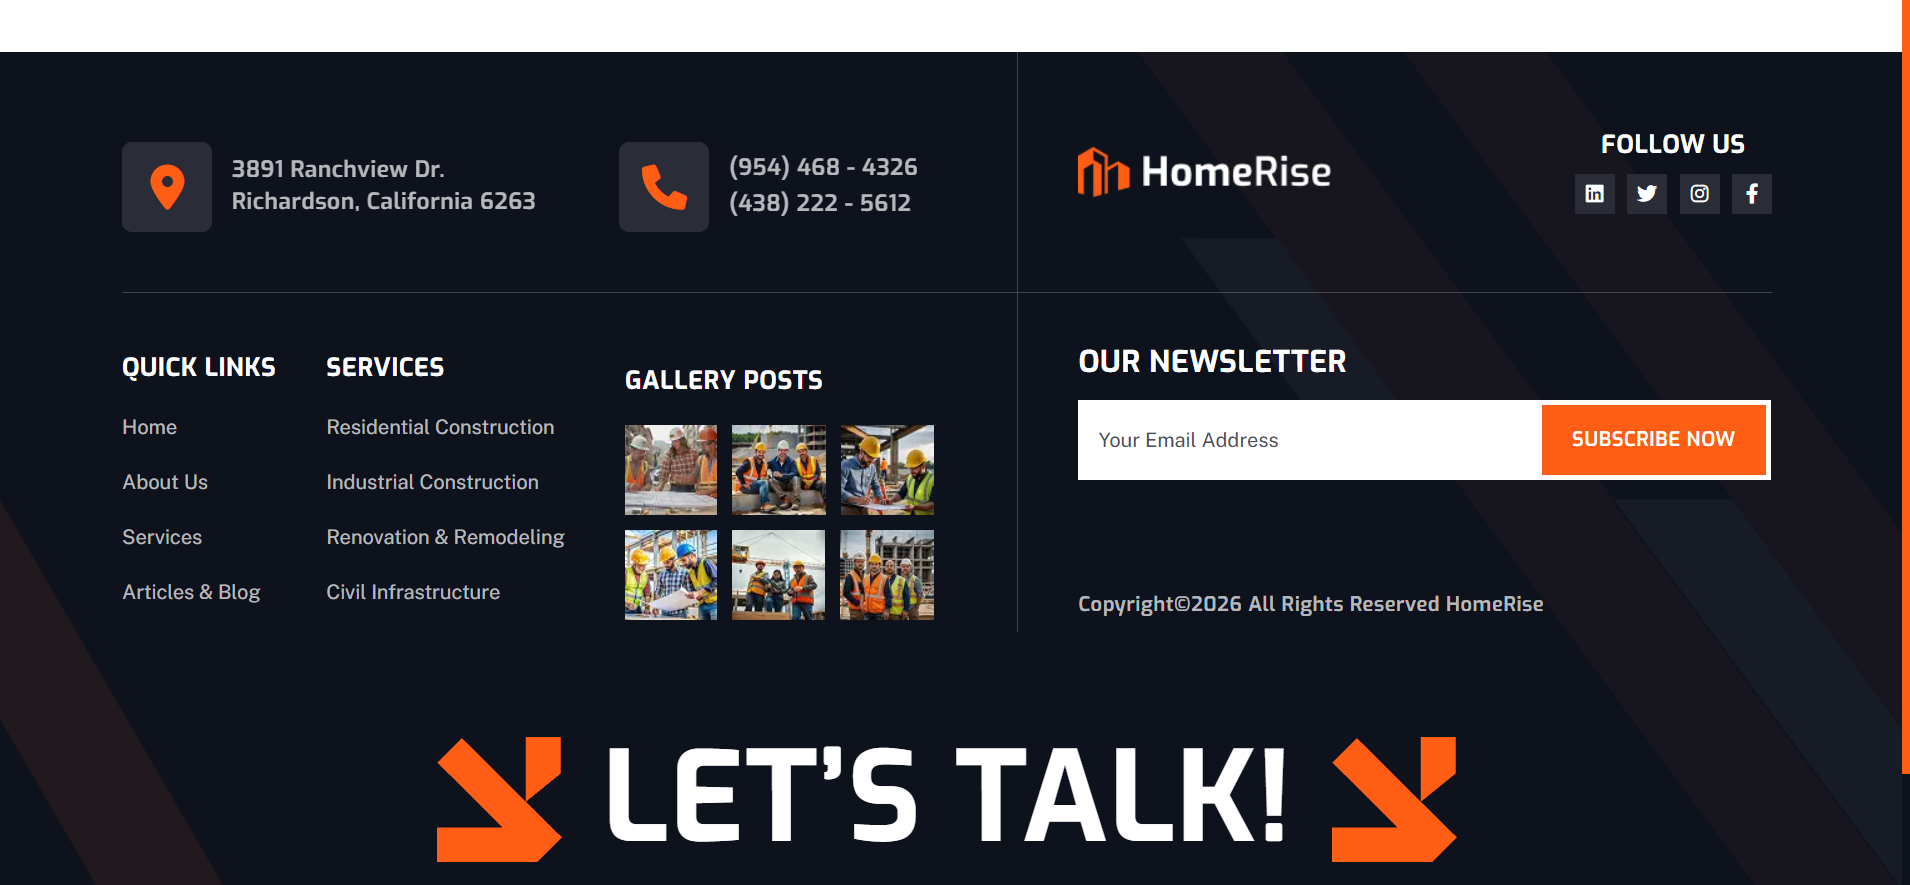 3891 Ranchview Dr.
Richardson, California 6263
(954) 468 - 4326
(438) 222 - 5612
HomeRise
FOLLOW US
QUICK LINKS
Home
About Us
Services
Articles & Blog
SERVICES
Residential Construction
Industrial Construction
Renovation & Remodeling
Civil Infrastructure
GALLERY POSTS
OUR NEWSLETTER
Your Email Address
SUBSCRIBE NOW
Copyright©2026 All Rights Reserved HomeRise
LET’S TALK!